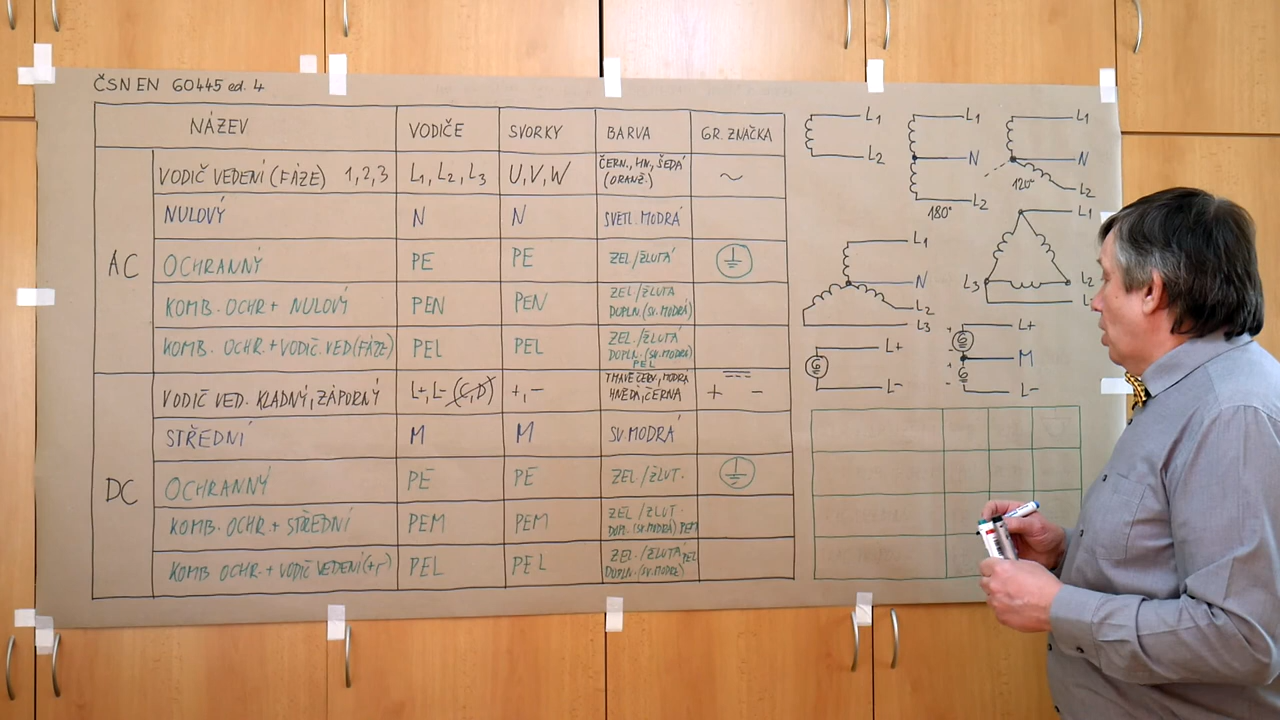 ČSN EN 60445 ed. 4
NÁZEV VODIČE SVORKY BARVA GR. ZNAČKA
AC
VODIČ VEDENÍ (FÁZE) 1,2,3 L1, L2, L3 U,V,W ČERN., HN., ŠEDÁ
(ORANŽ.) ~
NULOVÝ N N SVĚTL. MODRÁ
OCHRANNÝ PE PE ZEL/ŽLUTÁ
KOMB. OCHR + NULOVÝ PEN PEN ZEL/ŽLUTÁ
DOPLN. (SV. MODRÁ)
KOMB. OCHR. + VODIČ. VED (FÁZE) PEL PEL ZEL/ŽLUTÁ
DOPLN. (SV. MODRÁ)
PEL
DC
VODIČ VED. KLADNÝ, ZÁPORNÝ L+, L- (C, D) +, - TMAVĚ ČERV., MODRÁ
HNĚDÁ, ČERNÁ + -
STŘEDNÍ M M SV. MODRÁ
OCHRANNÝ PE PE ZEL/ŽLUT.
KOMB. OCHR. + STŘEDNÍ PEM PEM ZEL/ŽLUT.
DOPL. (SV. MODRÁ) PEM
KOMB OCHR. + VODIČ VEDENÍ PEL PEL ZEL./ŽLUTÁ PEL
DOPLN. (SV. MODRÁ)
L1
L2
L1
N
L2
180°
L1
N
L2
120°
L1
N
L2
L3
L1
L3
L2
L+
G
L-
L+
G
M
G
L-